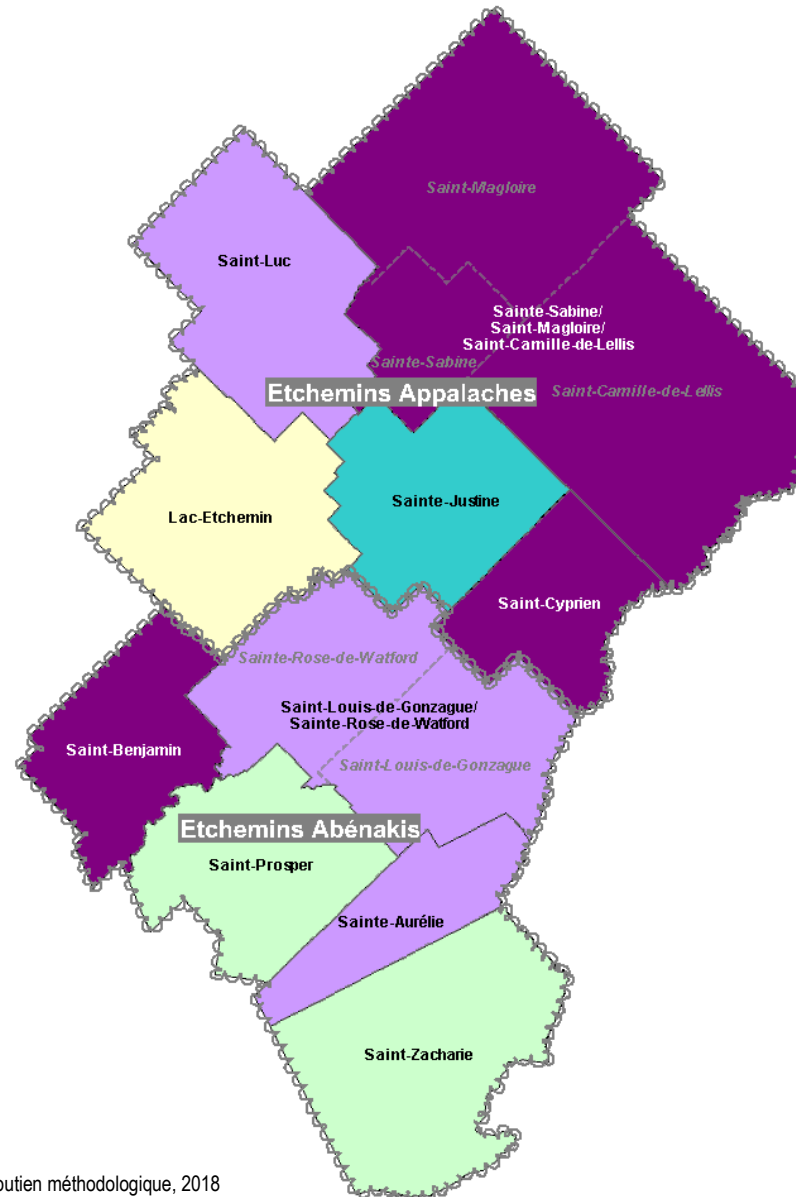 Saint-Magloire
Saint-Luc
Sainte-Sabine/
Saint-Magloire/
Saint-Camille-de-Lellis
Sainte-Sabine
Etchemins Appalaches
Saint-Camille-de-Lellis
Sainte-Justine
Lac-Etchemin
Saint-Cyprien
Sainte-Rose-de-Watford
Saint-Louis-de-Gonzague/
Sainte-Rose-de-Watford
Saint-Benjamin
Saint-Louis-de-Gonzague
Etchemins Abénakis
Saint-Prosper
Sainte-Aurélie
Saint-Zacharie
outien méthodologique, 2018